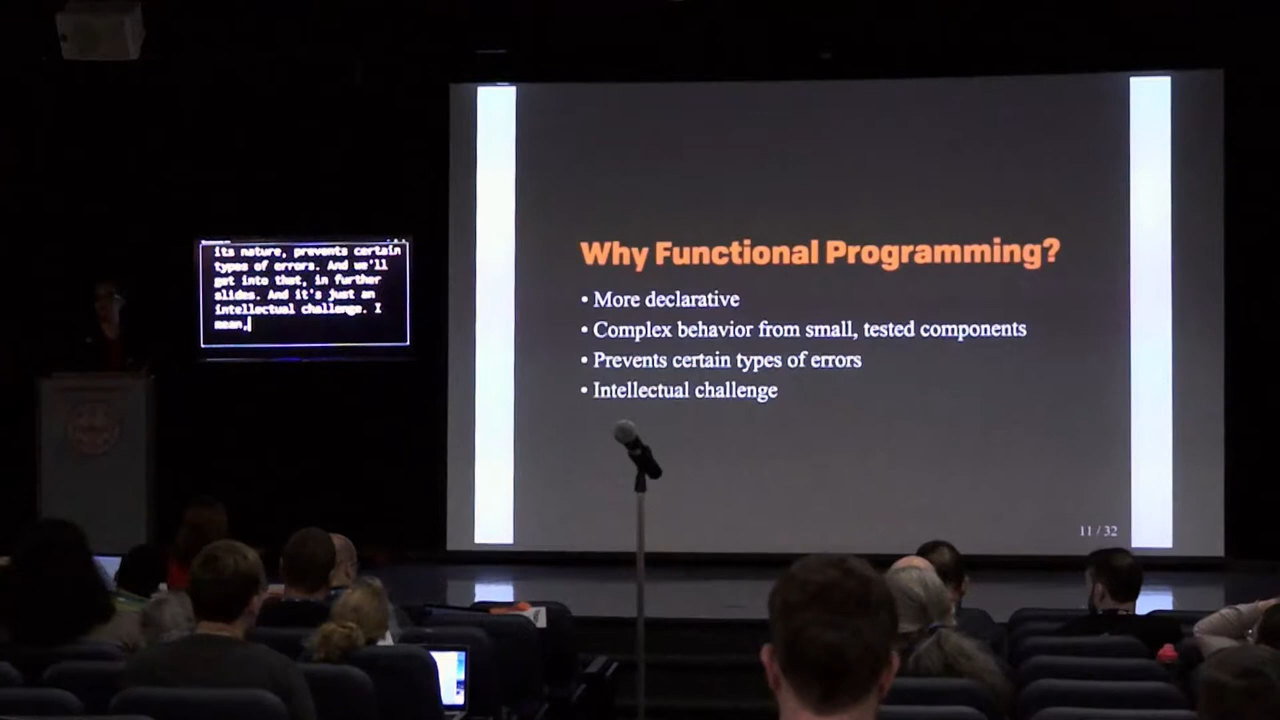 its nature, prevents certain
types of errors. And we'll
get into that, in further
slides. And it's just an
intellectual challenge. I
mean,
Why Functional Programming?
• More declarative
• Complex behavior from small, tested components
• Prevents certain types of errors
• Intellectual challenge
11 / 32